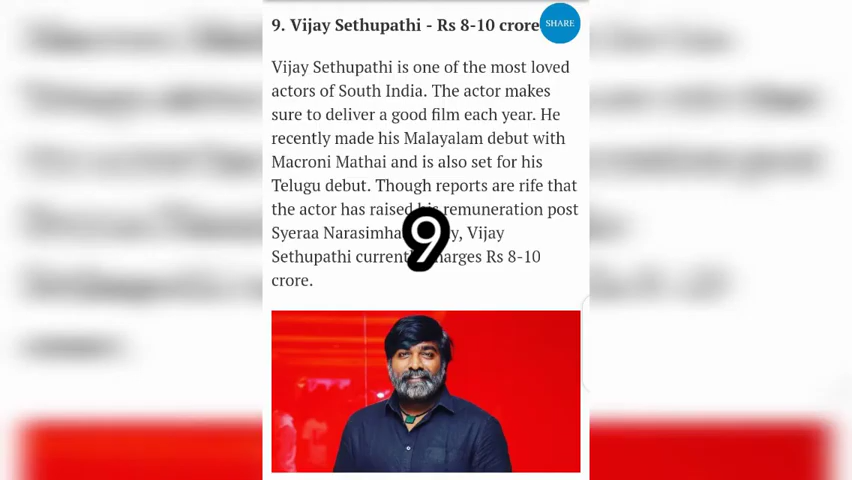 9. Vijay Sethupathi - Rs 8-10 crore
SHARE
Vijay Sethupathi is one of the most loved
actors of South India. The actor makes
sure to deliver a good film each year. He
recently made his Malayalam debut with
Macroni Mathai and is also set for his
Telugu debut. Though reports are rife that
the actor has raised his remuneration post
Syeraa Narasimha Vijay
9
Sethupathi currently charges Rs 8-10
crore.